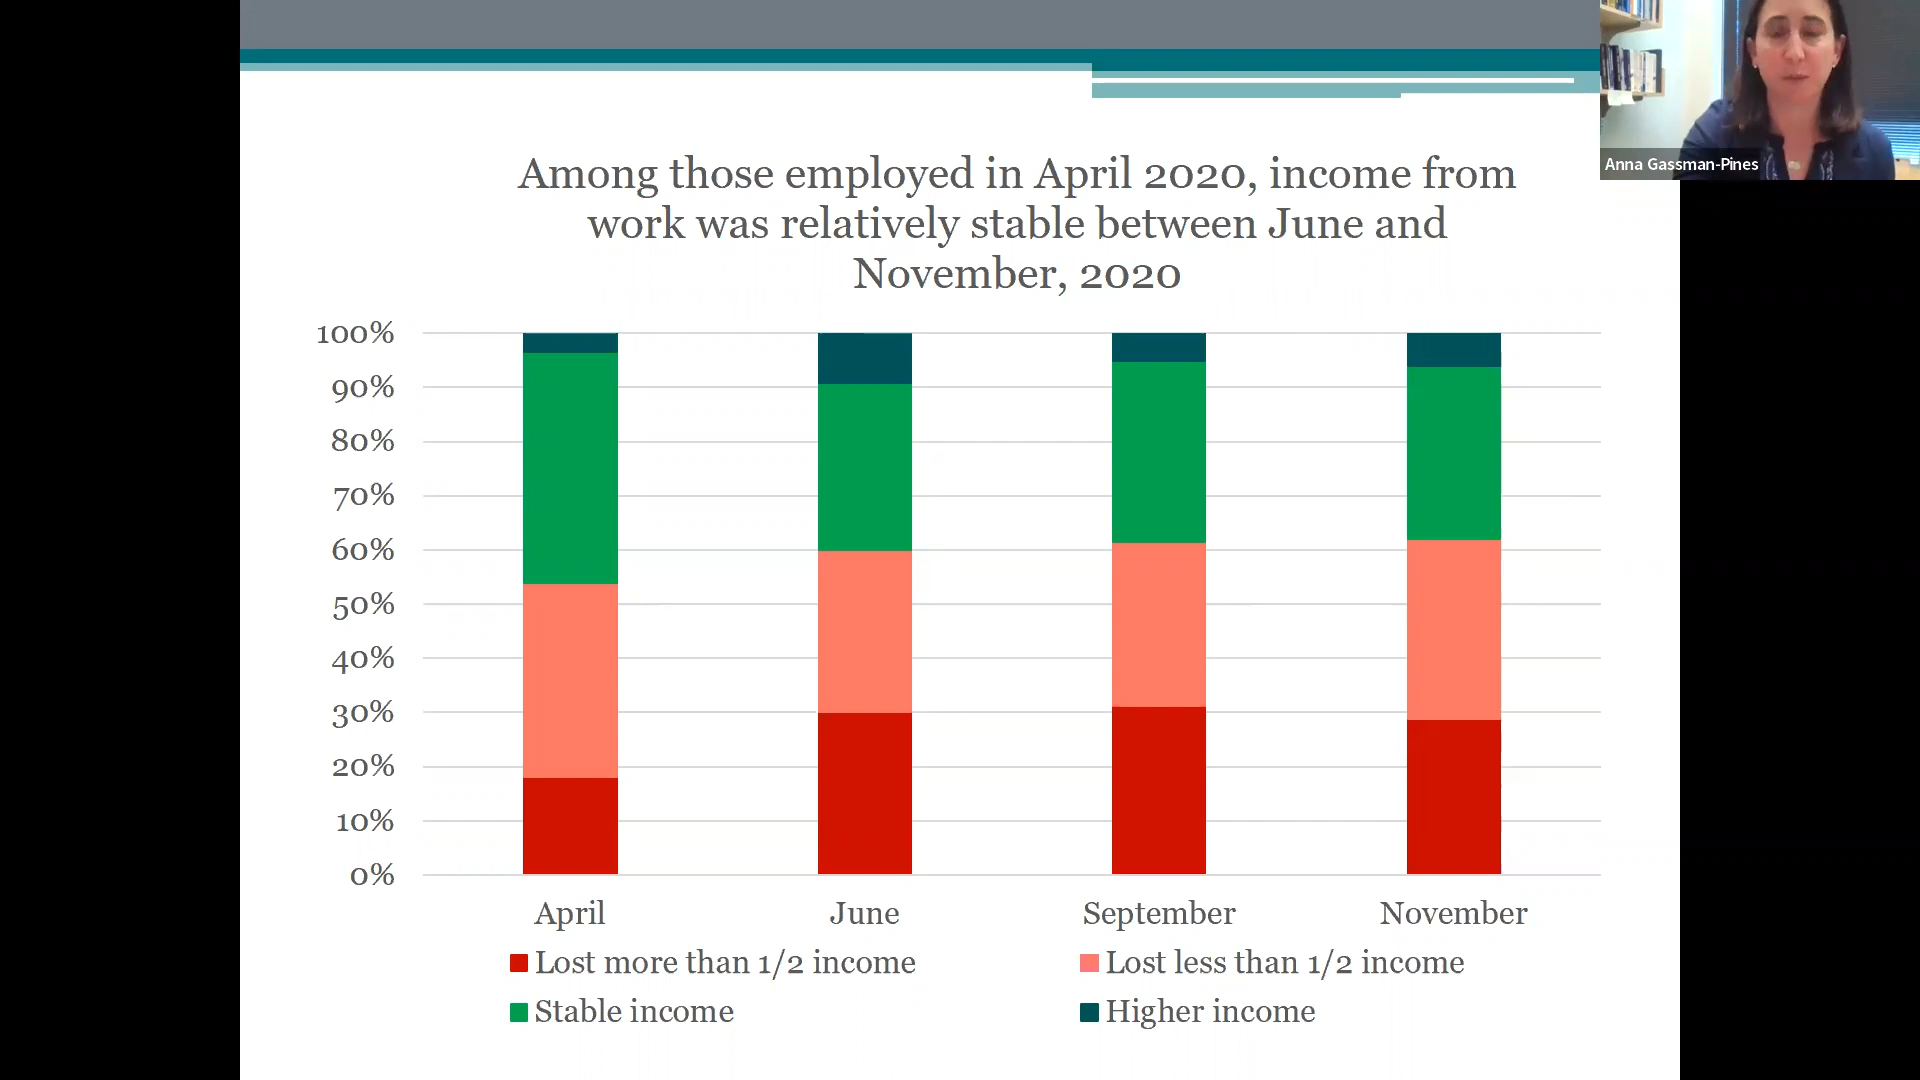 Anna Gassman-Pines
Among those employed in April 2020, income from
work was relatively stable between June and
November, 2020
100%
90%
80%
70%
60%
50%
40%
30%
20%
10%
0%
April June September November
Lost more than 1/2 income Lost less than 1/2 income
Stable income Higher income